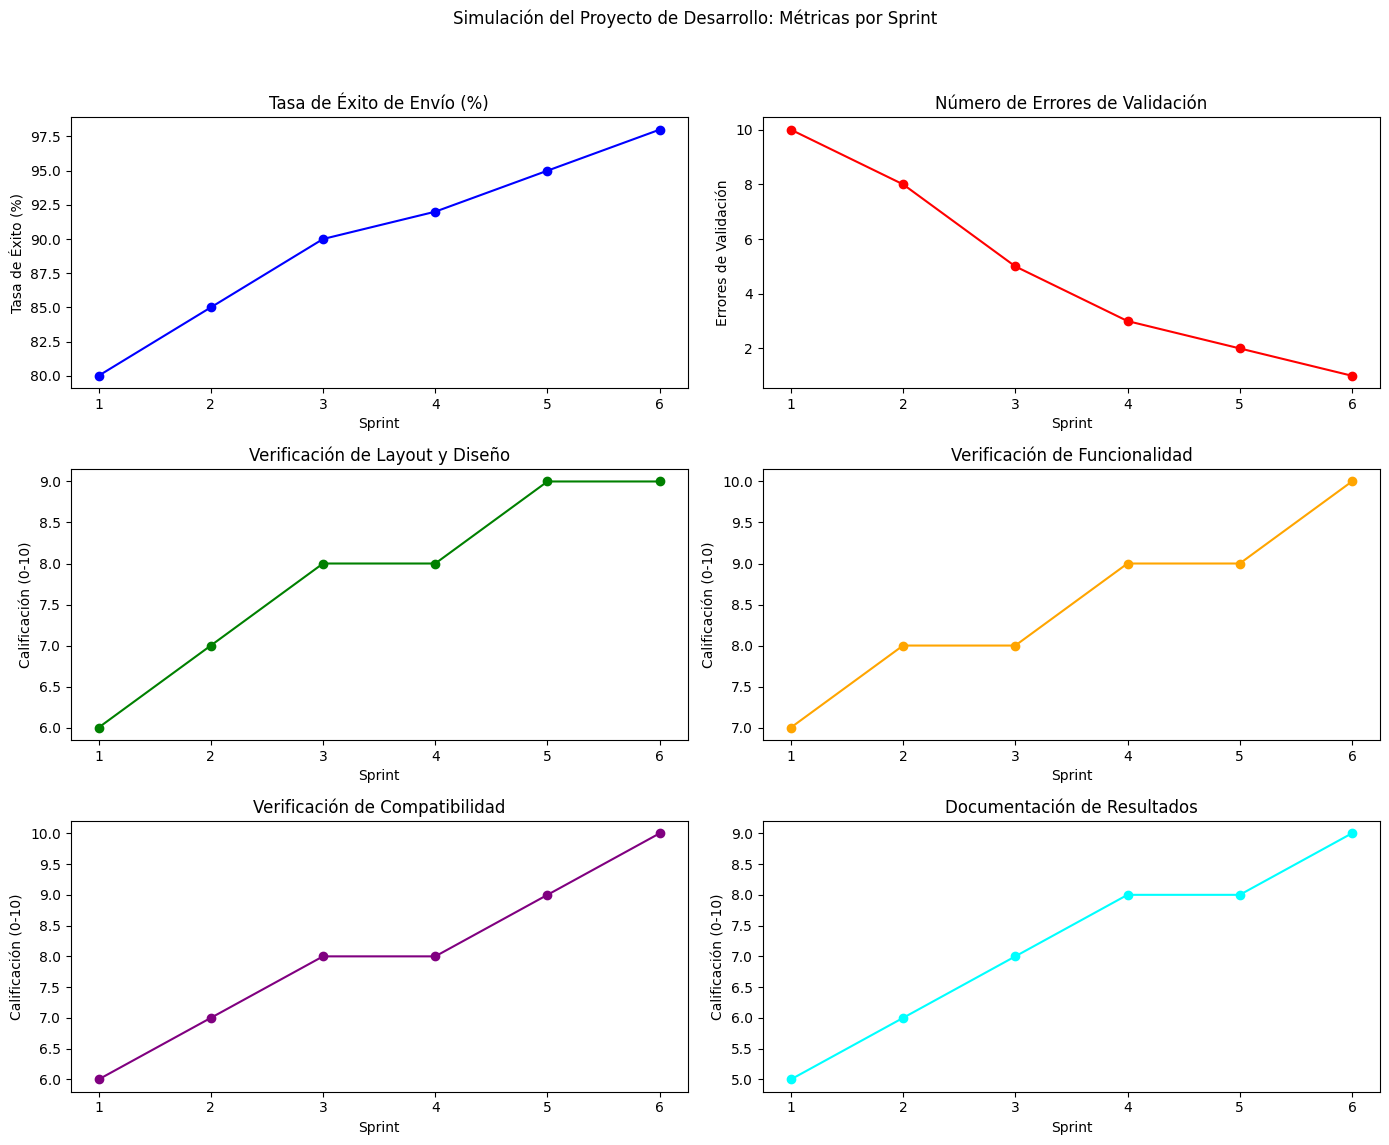 Simulación del Proyecto de Desarrollo: Métricas por Sprint
Tasa de Éxito de Envío (%)
Tasa de Éxito (%)
97.5
95.0
92.5
90.0
87.5
85.0
82.5
80.0
1 2 3 4 5 6
Sprint
Número de Errores de Validación
Errores de Validación
10
8
6
4
2
1 2 3 4 5 6
Sprint
Verificación de Layout y Diseño
Calificación (0-10)
9.0
8.5
8.0
7.5
7.0
6.5
6.0
1 2 3 4 5 6
Sprint
Verificación de Funcionalidad
Calificación (0-10)
10.0
9.5
9.0
8.5
8.0
7.5
7.0
1 2 3 4 5 6
Sprint
Verificación de Compatibilidad
Calificación (0-10)
10.0
9.5
9.0
8.5
8.0
7.5
7.0
6.5
6.0
1 2 3 4 5 6
Sprint
Documentación de Resultados
Calificación (0-10)
9.0
8.5
8.0
7.5
7.0
6.5
6.0
5.5
5.0
1 2 3 4 5 6
Sprint